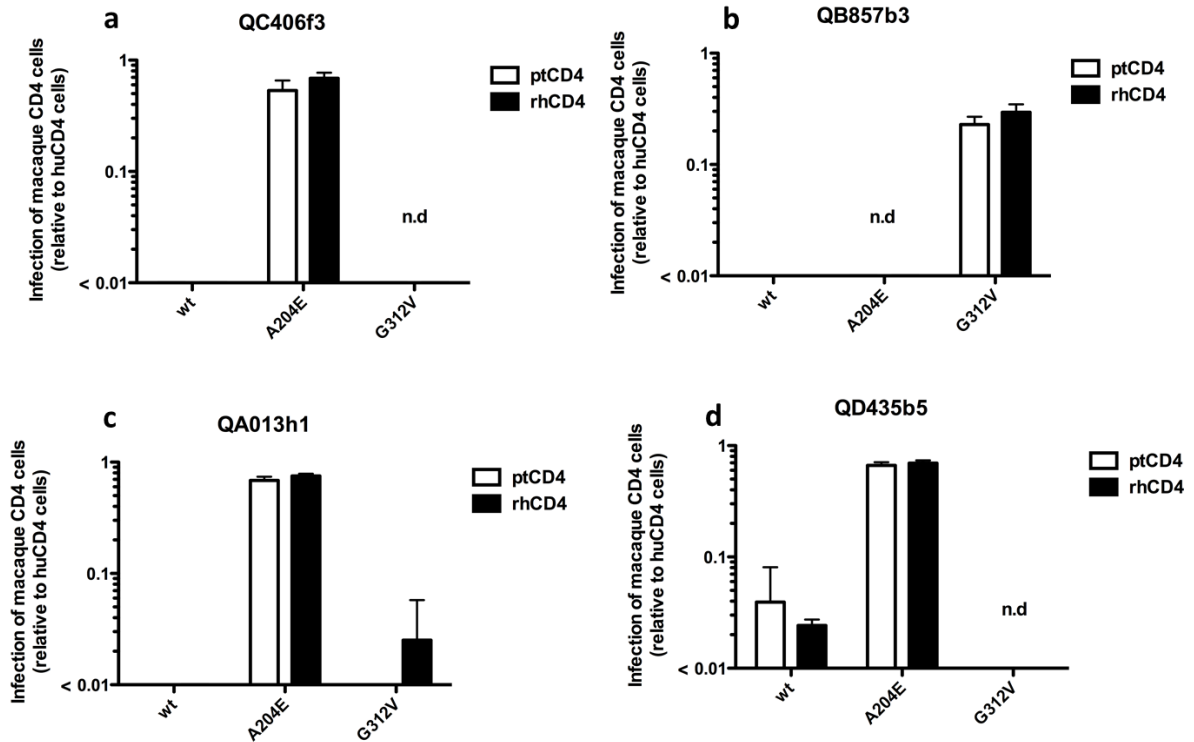 a
QC406f3
Infection of macaque CD4 cells
(relative to huCD4 cells)
1
0.1
< 0.01
n.d
wt
A204E
G312V
ptCD4
rhCD4
b
QB857b3
Infection of macaque CD4 cells
(relative to huCD4 cells)
1
0.1
< 0.01
n.d
wt
A204E
G312V
ptCD4
rhCD4
c
QA013h1
Infection of macaque CD4 cells
(relative to huCD4 cells)
1
0.1
< 0.01
wt
A204E
G312V
ptCD4
rhCD4
d
QD435b5
Infection of macaque CD4 cells
(relative to huCD4 cells)
1
0.1
< 0.01
n.d
wt
A204E
G312V
ptCD4
rhCD4